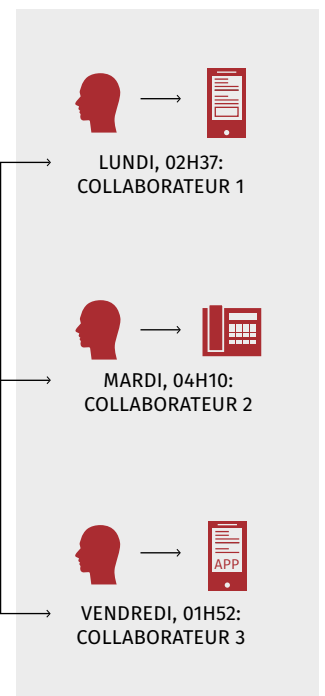 LUNDI, 02H37:
COLLABORATEUR 1
MARDI, 04H10:
COLLABORATEUR 2
APP
VENDREDI, 01H52:
COLLABORATEUR 3